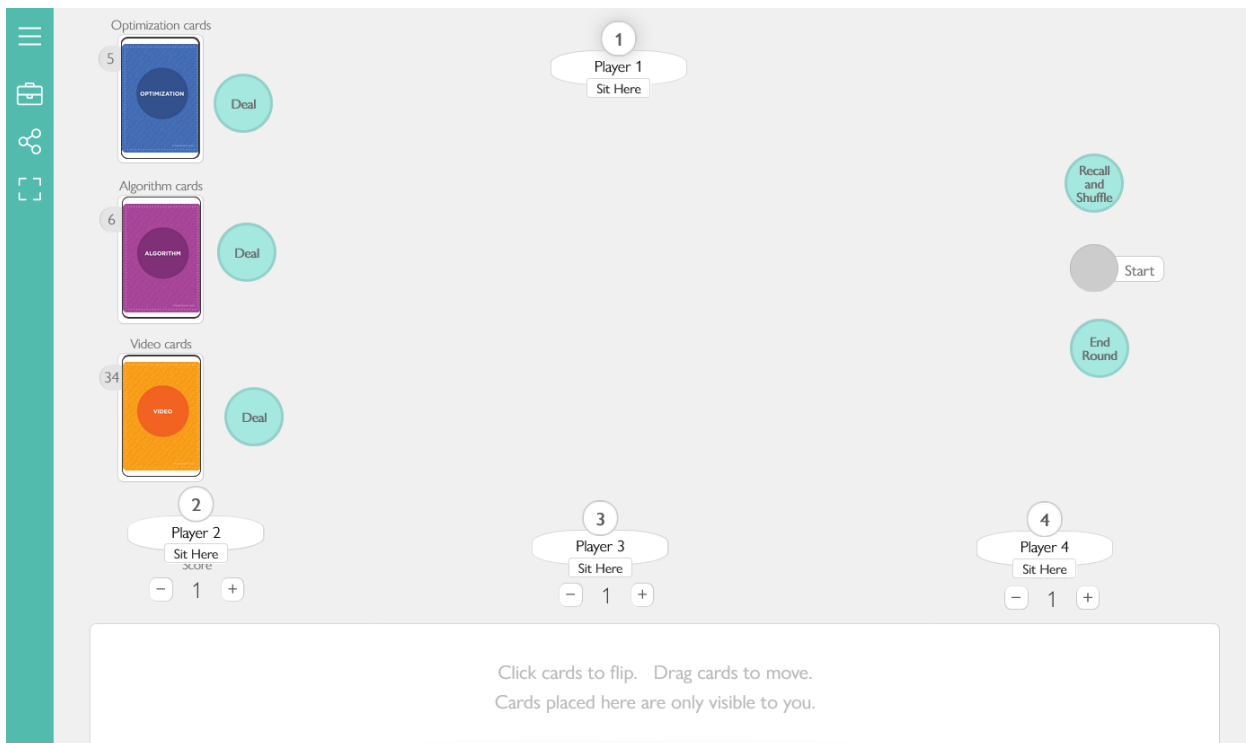 Optimization cards
5
OPTIMIZATION
Deal
Algorithm cards
6
ALGORITHM
Deal
Video cards
34
VIDEO
Deal
1
Player 1
Sit Here
Recall
and
Shuffle
Start
End
Round
2
Player 2
Sit Here
Score
− 1 +
3
Player 3
Sit Here
− 1 +
4
Player 4
Sit Here
− 1 +
Click cards to flip. Drag cards to move.
Cards placed here are only visible to you.